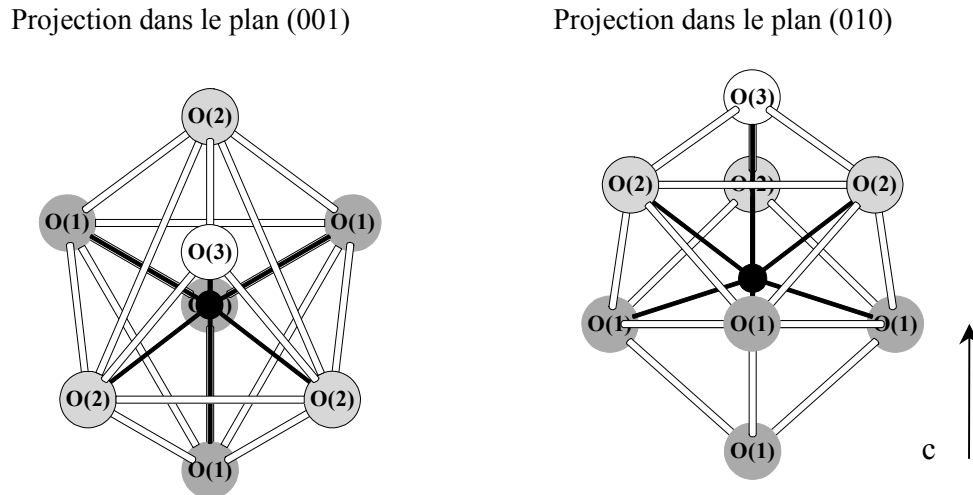 Projection dans le plan (001)
O(2)
O(1)
O(1)
O(3)
O(2)
O(2)
O(1)
Projection dans le plan (010)
O(3)
O(2)
O(2)
O(2)
O(1)
O(1)
O(1)
O(1)
c